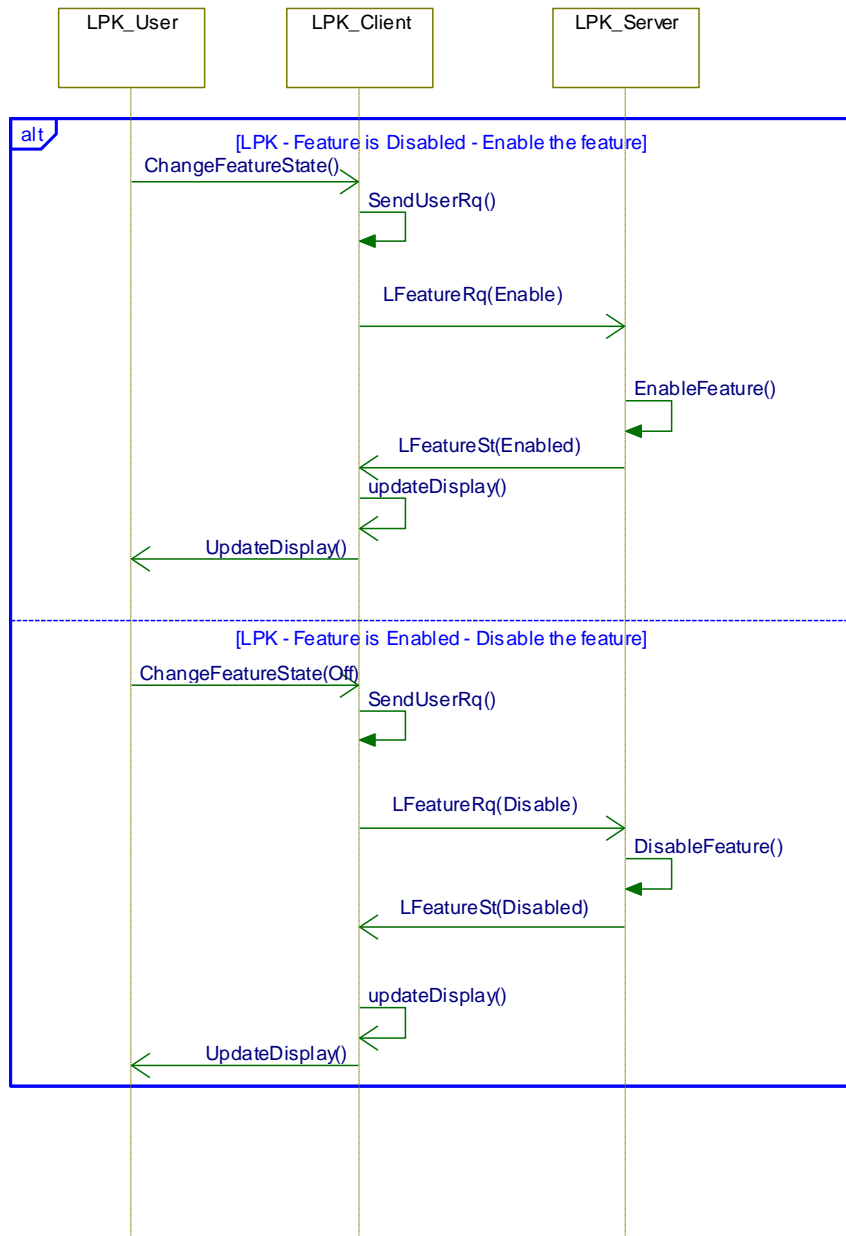 LPK_User
LPK_Client
LPK_Server
alt
[LPK - Feature is Disabled - Enable the feature]
ChangeFeatureState()
SendUserRq()
LFeatureRq(Enable)
EnableFeature()
LFeatureSt(Enabled)
updateDisplay()
UpdateDisplay()
[LPK - Feature is Enabled - Disable the feature]
ChangeFeatureState(Off)
SendUserRq()
LFeatureRq(Disable)
DisableFeature()
LFeatureSt(Disabled)
updateDisplay()
UpdateDisplay()